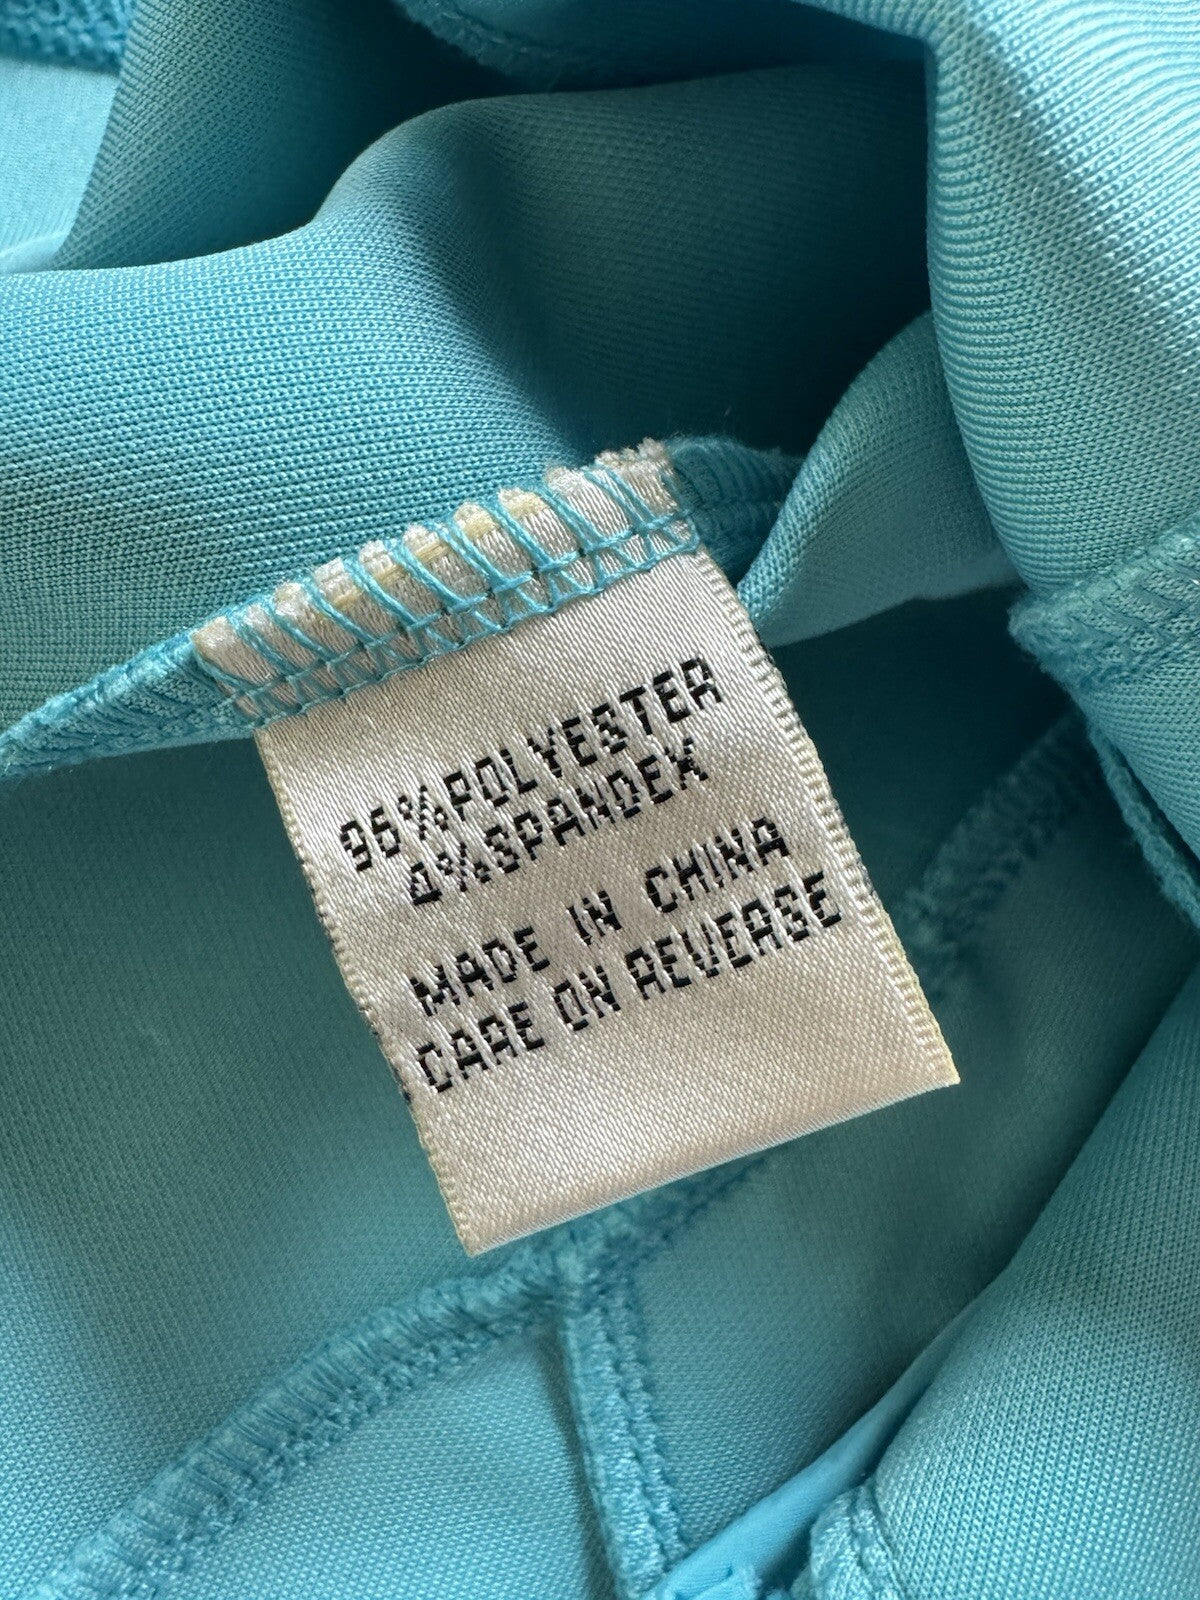 96%POLYESTER
4%SPANDEX
MADE IN CHINA
CARE ON REVERSE